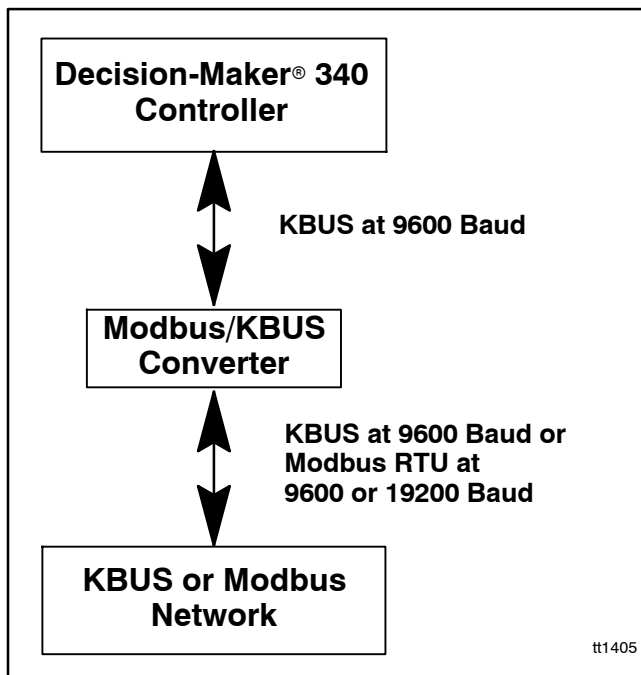 Decision-Maker® 340
Controller
KBUS at 9600 Baud
Modbus/KBUS
Converter
KBUS at 9600 Baud or
Modbus RTU at
9600 or 19200 Baud
KBUS or Modbus
Network
tt1405